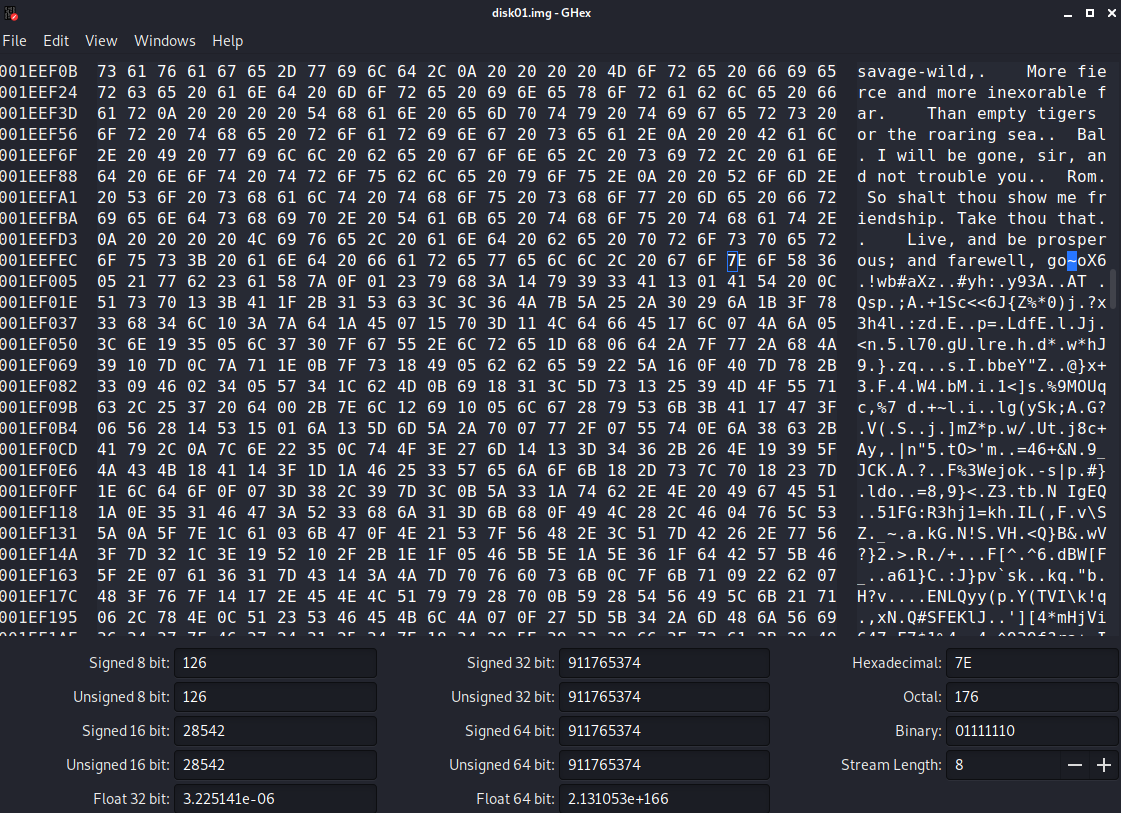 disk01.img - GHex
File Edit View Windows Help
001EEF0B 73 61 76 61 67 65 2D 77 69 6C 64 2C 0A 20 20 20 20 4D 6F 72 65 20 66 69 65 savage-wild,.    More fie
001EEF24 72 63 65 20 61 6E 64 20 6D 6F 72 65 20 69 6E 65 78 6F 72 61 62 6C 65 20 66 rce and more inexorable f
001EEF3D 61 72 0A 20 20 20 20 54 68 61 6E 20 65 6D 70 74 79 20 74 69 67 65 72 73 20 ar.    Than empty tigers
001EEF56 6F 72 20 74 68 65 20 72 6F 61 72 69 6E 67 20 73 65 61 2E 0A 20 20 42 61 6C or the roaring sea..  Bal
001EEF6F 2E 20 49 20 77 69 6C 6C 20 62 65 20 67 6F 6E 65 2C 20 73 69 72 2C 20 61 6E . I will be gone, sir, an
001EEF88 64 20 6E 6F 74 20 74 72 6F 75 62 6C 65 20 79 6F 75 2E 0A 20 20 52 6F 6D 2E d not trouble you..  Rom.
001EEFA1 20 53 6F 20 73 68 61 6C 74 20 74 68 6F 75 20 73 68 6F 77 20 6D 65 20 66 72  So shalt thou show me fr
001EEFBA 69 65 6E 64 73 68 69 70 2E 20 54 61 6B 65 20 74 68 6F 75 20 74 68 61 74 2E iendship. Take thou that.
001EEFD3 0A 20 20 20 20 4C 69 76 65 2C 20 61 6E 64 20 62 65 20 70 72 6F 73 70 65 72 .    Live, and be prosper
001EEFEC 6F 75 73 3B 20 61 6E 64 20 66 61 72 65 77 65 6C 6C 2C 20 67 6F 7E 6F 58 36 ous; and farewell, go~oX6
001EF005 05 21 77 62 23 61 58 7A 0F 01 23 79 68 3A 14 79 39 33 41 13 01 41 54 20 0C .!wb#aXz..#yh:.y93A..AT .
001EF01E 51 73 70 13 3B 41 1F 2B 31 53 63 3C 3C 36 4A 7B 5A 25 2A 30 29 6A 1B 3F 78 Qsp.;A.+1Sc<<6J{Z%*0)j.?x
001EF037 33 68 34 6C 10 3A 7A 64 1A 45 07 15 70 3D 11 4C 64 66 45 17 6C 07 4A 6A 05 3h4l.:zd.E..p=.LdfE.l.Jj.
001EF050 3C 6E 19 35 05 6C 37 30 7F 67 55 2E 6C 72 65 1D 68 06 64 2A 7F 77 2A 68 4A <n.5.l70.gU.lre.h.d*.w*hJ
001EF069 39 10 7D 0C 7A 71 11 0B 7F 73 18 49 05 62 62 65 59 22 5A 16 0F 40 7D 78 2B 9.}.zq...s.I.bbeY"Z..@}x+
001EF082 33 09 46 02 34 05 57 34 1C 62 4D 0B 69 18 31 3C 5D 73 13 25 39 4D 4F 55 71 3.F.4.W4.bM.i.1<]s.%9MOUq
001EF09B 63 2C 25 37 20 64 00 2B 7E 6C 12 69 10 05 6C 67 28 79 53 6B 3B 41 17 47 3F c,%7 d.+~l.i..lg(ySk;A.G?
001EF0B4 06 56 28 14 53 15 01 6A 13 5D 6D 5A 2A 70 07 77 2F 07 55 74 0E 6A 38 63 2B .V(.S..j.]mZ*p.w/.Ut.j8c+
001EF0CD 41 79 2C 0A 7C 6E 22 35 0C 74 4F 3E 27 6D 14 13 3D 34 36 2B 26 4E 19 39 5F Ay,.|n"5.tO>'m..=46+&N.9_
001EF0E6 4A 43 4B 18 41 14 3F 1D 1A 46 25 33 57 65 6A 6F 6B 18 2D 73 7C 70 18 23 7D JCK.A.?..F%3Wejok.-s|p.#}
001EF0FF 1E 6C 64 6F 0F 07 3D 38 2C 39 7D 3C 0B 5A 33 1A 74 62 2E 4E 20 49 67 45 51 .ldo..=8,9}<.Z3.tb.N IgEQ
001EF118 1A 0E 35 31 46 47 3A 52 33 68 6A 31 3D 6B 68 0F 49 4C 28 2C 46 04 76 5C 53 ..51FG:R3hj1=kh.IL(,F.v\S
001EF131 5A 0A 5F 7E 1C 61 03 6B 47 0F 4E 21 53 7F 56 48 2E 3C 51 7D 42 26 2E 77 56 Z._~.a.kG.N!S.VH.<Q}B&.wV
001EF14A 3F 7D 32 1C 3E 19 52 10 2F 2B 1E 1F 05 46 5B 5E 1A 5E 36 1F 64 42 57 5B 46 ?}2.>.R./+...F[^.^6.dBW[F
001EF163 5F 2E 07 61 36 31 7D 43 14 3A 4A 7D 70 76 60 73 6B 0C 7F 6B 71 09 22 62 07 _..a61}C.:J}pv`sk..kq."b.
001EF17C 48 3F 76 7F 14 17 2E 45 4E 4C 51 79 79 28 70 0B 59 28 54 56 49 5C 6B 21 71 H?v....ENLQyy(p.Y(TVI\k!q
001EF195 06 2C 78 4E 0C 51 23 53 46 45 4B 6C 4A 07 0F 27 5D 5B 34 2A 6D 48 6A 56 69 .,xN.Q#SFEKlJ..'][4*mHjVi
Signed 8 bit: 126 Signed 32 bit: 911765374 Hexadecimal: 7E
Unsigned 8 bit: 126 Unsigned 32 bit: 911765374 Octal: 176
Signed 16 bit: 28542 Signed 64 bit: 911765374 Binary: 01111110
Unsigned 16 bit: 28542 Unsigned 64 bit: 911765374 Stream Length: 8
Float 32 bit: 3.225141e-06 Float 64 bit: 2.131053e+166